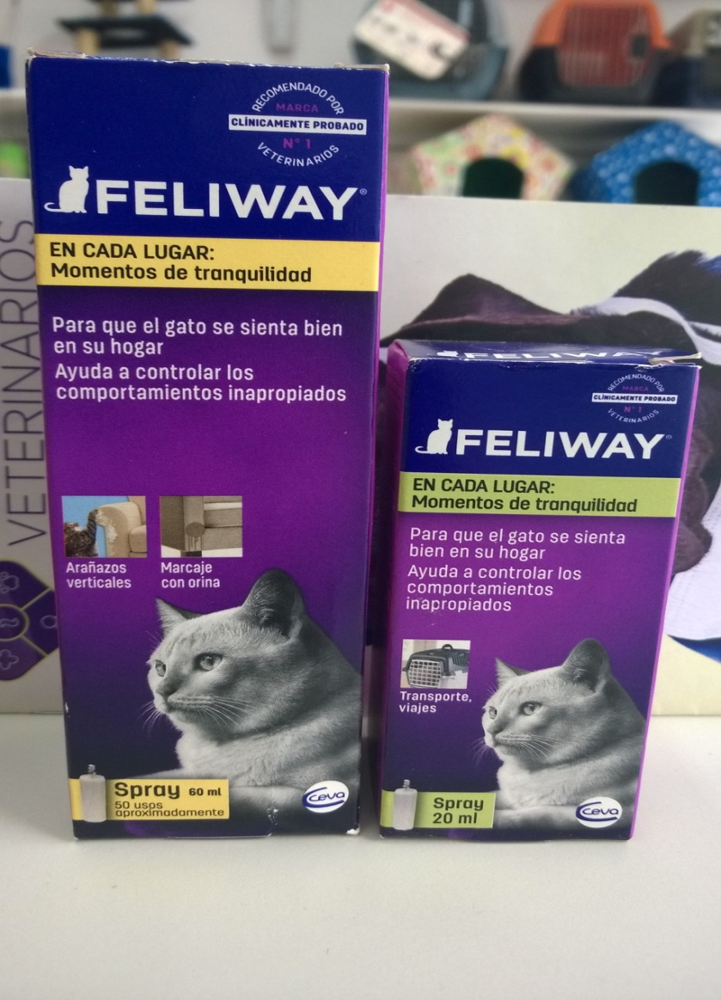 RECOMENDADO POR
MARCA
CLÍNICAMENTE PROBADO
N° 1
VETERINARIOS
FELIWAY®
EN CADA LUGAR:
Momentos de tranquilidad
Para que el gato se sienta bien
en su hogar
Ayuda a controlar los
comportamientos inapropiados
Arañazos
verticales
Marcaje
con orina
Spray 60 ml
50 usos
aproximadamente
Ceva
VETERINARIOS
FELIWAY
RECOMENDADO POR
MARCA
CLÍNICAMENTE PROBADO
N° 1
VETERINARIOS
FELIWAY®
EN CADA LUGAR:
Momentos de tranquilidad
Para que el gato se sienta
bien en su hogar
Ayuda a controlar los
comportamientos
inapropiados
Transporte,
viajes
Spray
20 ml
Ceva